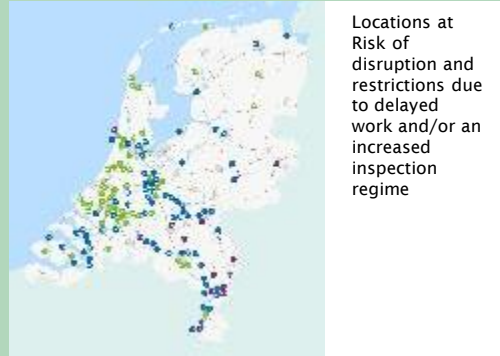 Locations at
Risk of
disruption and
restrictions due
to delayed
work and/or an
increased
inspection
regime